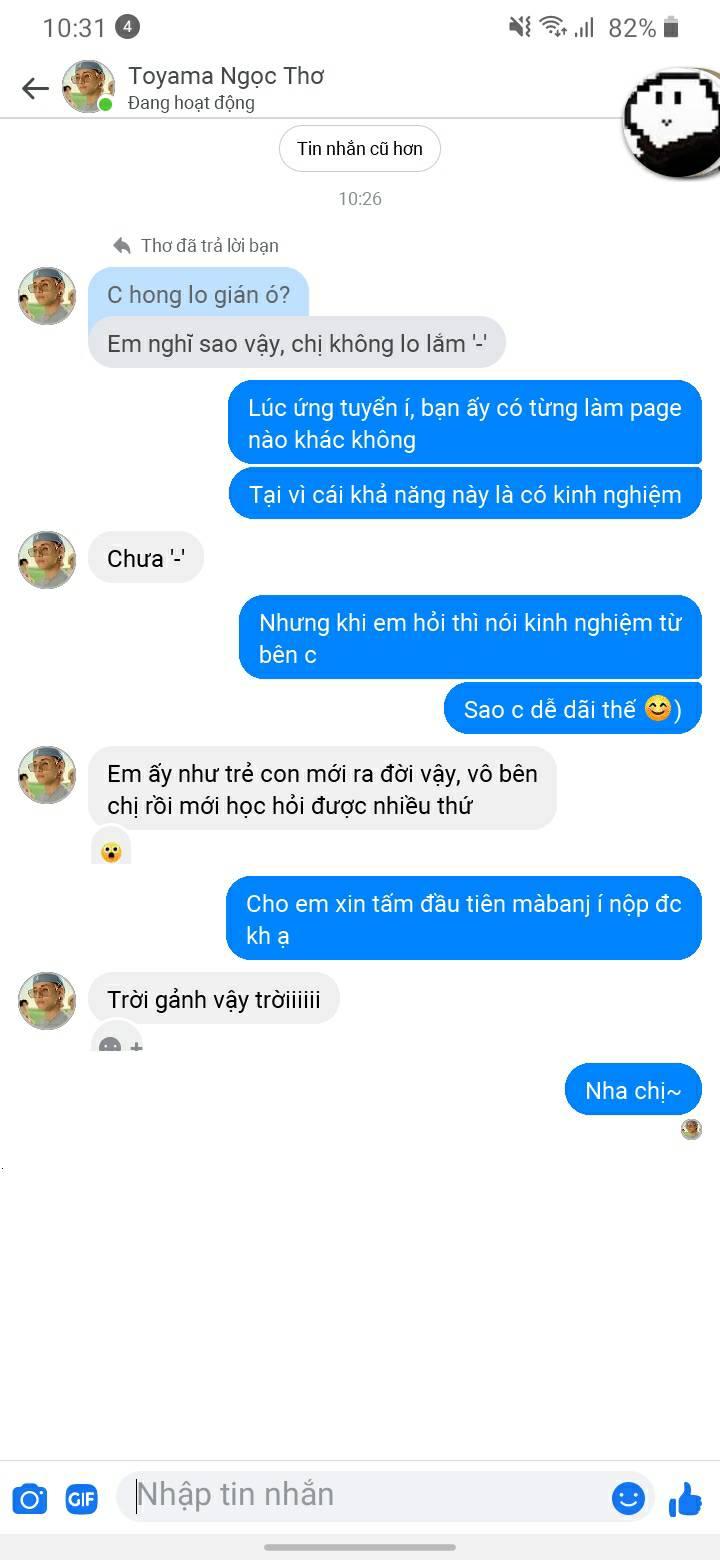 10:31 4 82%
Toyama Ngọc Thơ
Đang hoạt động
Tin nhắn cũ hơn
10:26
Thơ đã trả lời bạn
C hong lo gián ó?
Em nghĩ sao vậy, chị không lo lắm '-'
Lúc ứng tuyển í, bạn ấy có từng làm page
nào khác không
Tại vì cái khả năng này là có kinh nghiệm
Chưa '-'
Nhưng khi em hỏi thì nói kinh nghiệm từ
bên c
Sao c dễ dãi thế 😊)
Em ấy như trẻ con mới ra đời vậy, vô bên
chị rồi mới học hỏi được nhiều thứ
Cho em xin tấm đầu tiên màbanj í nộp đc
kh ạ
Trời gảnh vậy trờiiiiii
Nha chị~
GIF
Nhập tin nhắn